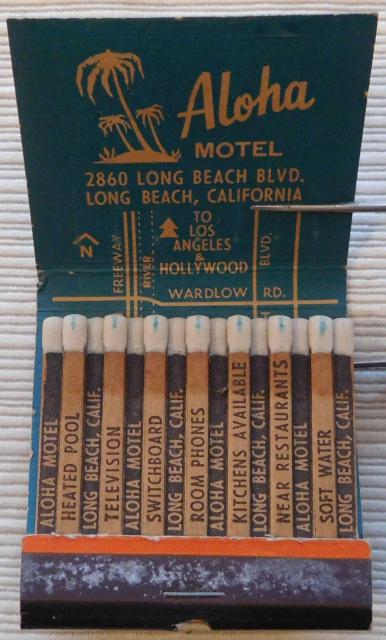 Aloha
MOTEL
2860 LONG BEACH BLVD.
LONG BEACH, CALIFORNIA
N
FREEWAY
RIVER
TO
LOS
ANGELES
&
HOLLYWOOD
BLVD.
WARDLOW RD.
ALOHA MOTEL
HEATED POOL
LONG BEACH, CALIF.
TELEVISION
ALOHA MOTEL
SWITCHBOARD
LONG BEACH, CALIF.
ROOM PHONES
ALOHA MOTEL
KITCHENS AVAILABLE
LONG BEACH, CALIF.
NEAR RESTAURANTS
ALOHA MOTEL
SOFT WATER
LONG BEACH, CALIF.